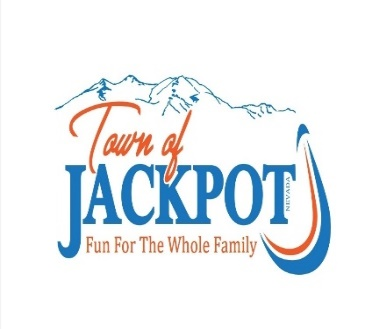 Town of
JACKPOT
NEVADA
Fun For The Whole Family